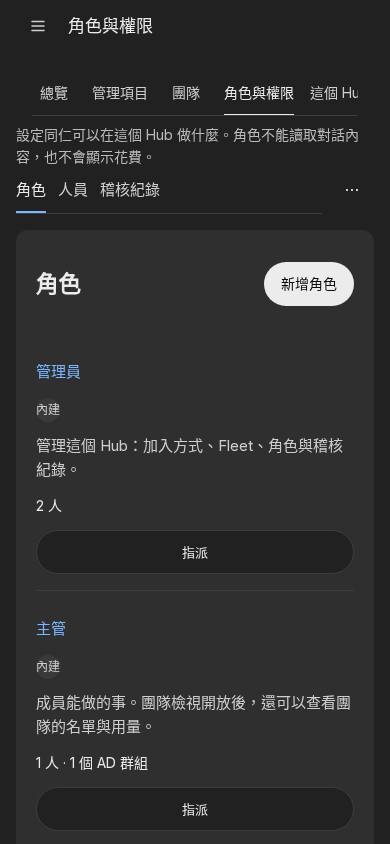 角色與權限
總覽 管理項目 團隊 角色與權限 這個 Hu
設定同仁可以在這個 Hub 做什麼。角色不能讀取對話內
容，也不會顯示花費。
角色 人員 稽核紀錄
角色
新增角色
管理員
內建
管理這個 Hub：加入方式、Fleet、角色與稽核
紀錄。
2 人
指派
主管
內建
成員能做的事。團隊檢視開放後，還可以查看團
隊的名單與用量。
1 人 · 1 個 AD 群組
指派